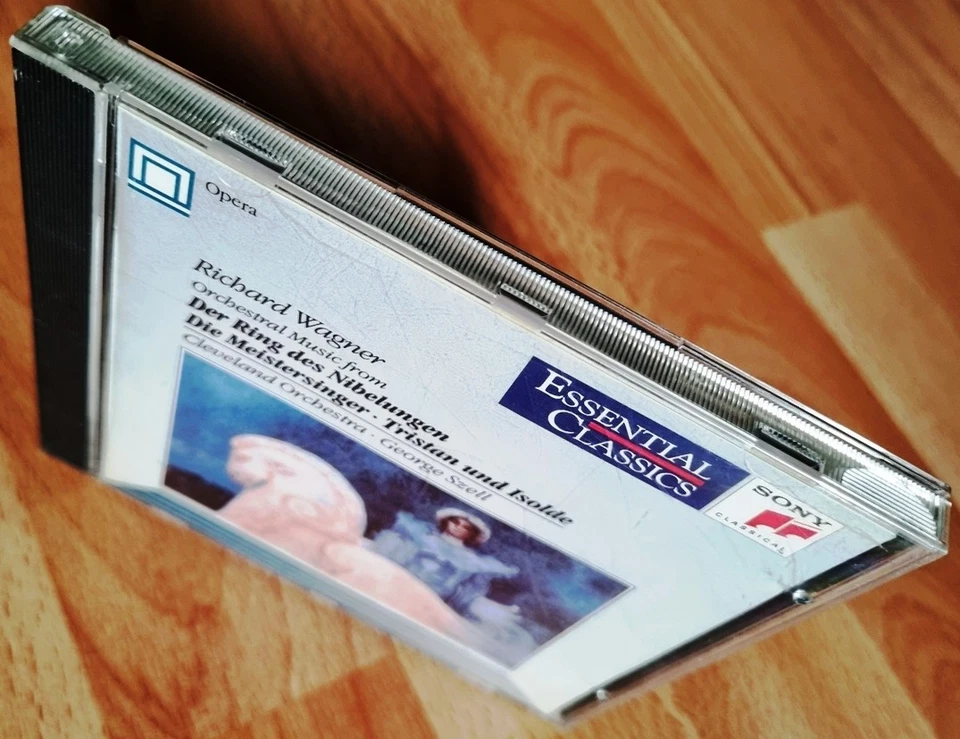 Opera
Richard Wagner
Orchestral Music from
Der Ring des Nibelungen
Die Meistersinger · Tristan und Isolde
Cleveland Orchestra · George Szell
ESSENTIAL
CLASSICS
SONY
CLASSICAL